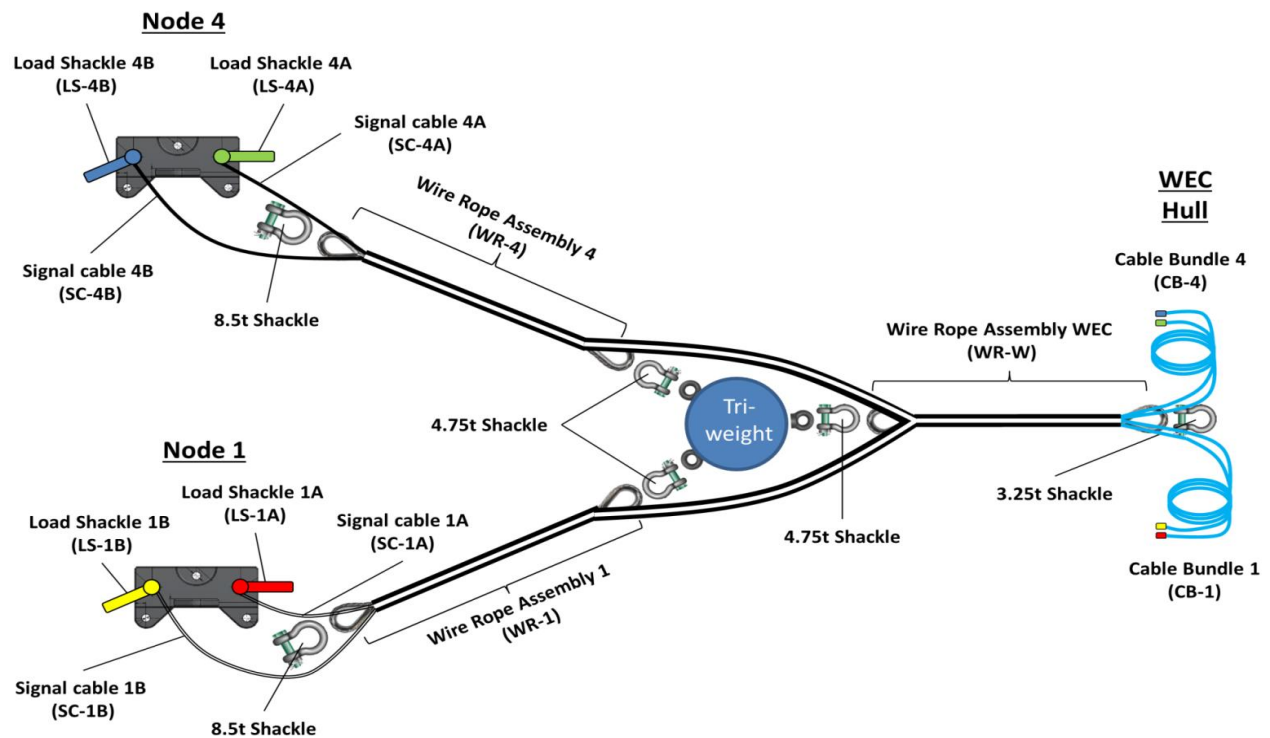 Node 4
Load Shackle 4B
(LS-4B)
Load Shackle 4A
(LS-4A)
Signal cable 4A
(SC-4A)
Wire Rope Assembly 4
(WR-4)
Signal cable 4B
(SC-4B)
8.5t Shackle
WEC
Hull
Cable Bundle 4
(CB-4)
Wire Rope Assembly WEC
(WR-W)
4.75t Shackle
Tri-
weight
3.25t Shackle
4.75t Shackle
Node 1
Load Shackle 1A
(LS-1A)
Load Shackle 1B
(LS-1B)
Signal cable 1A
(SC-1A)
Wire Rope Assembly 1
(WR-1)
Cable Bundle 1
(CB-1)
Signal cable 1B
(SC-1B)
8.5t Shackle